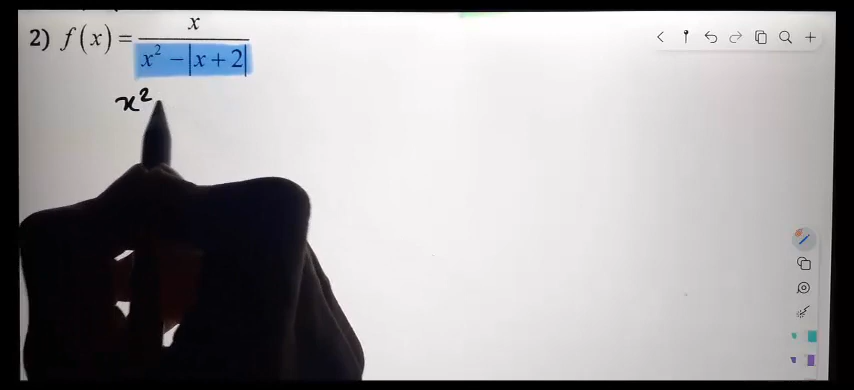 2) f(x) = x / (x² − |x + 2|)
x²